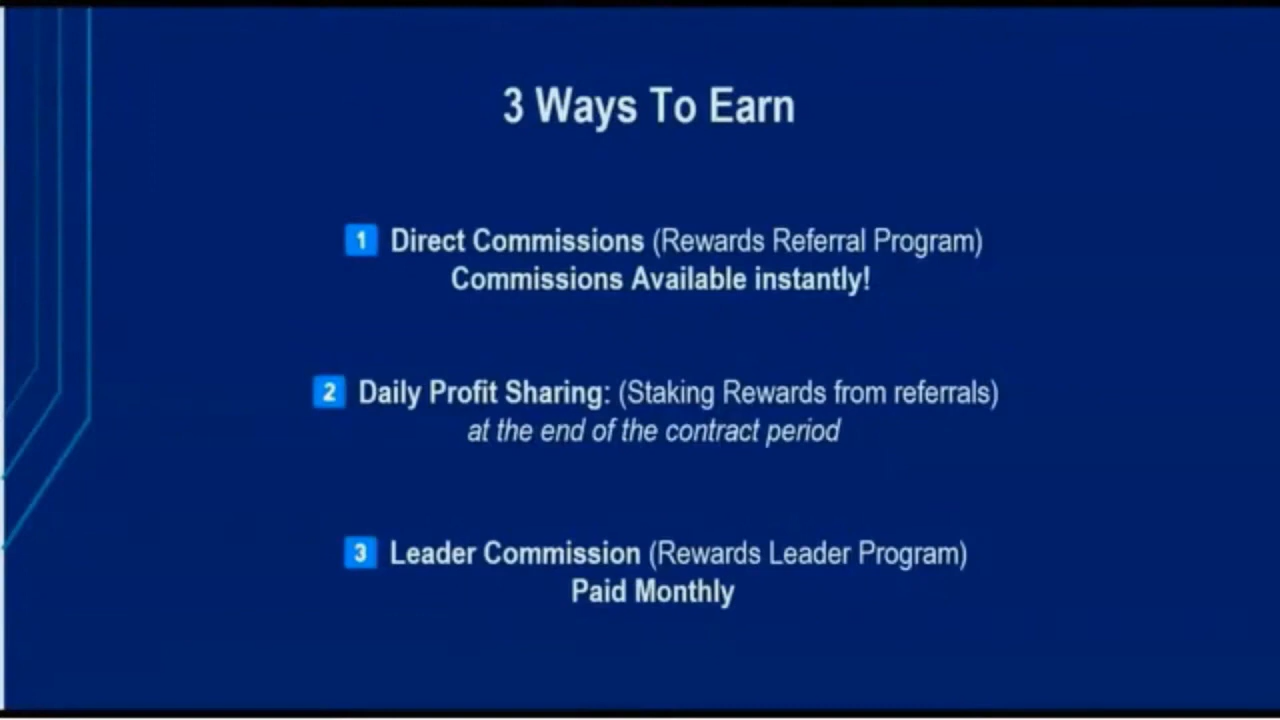 3 Ways To Earn
1 Direct Commissions (Rewards Referral Program)
Commissions Available instantly!
2 Daily Profit Sharing: (Staking Rewards from referrals)
at the end of the contract period
3 Leader Commission (Rewards Leader Program)
Paid Monthly